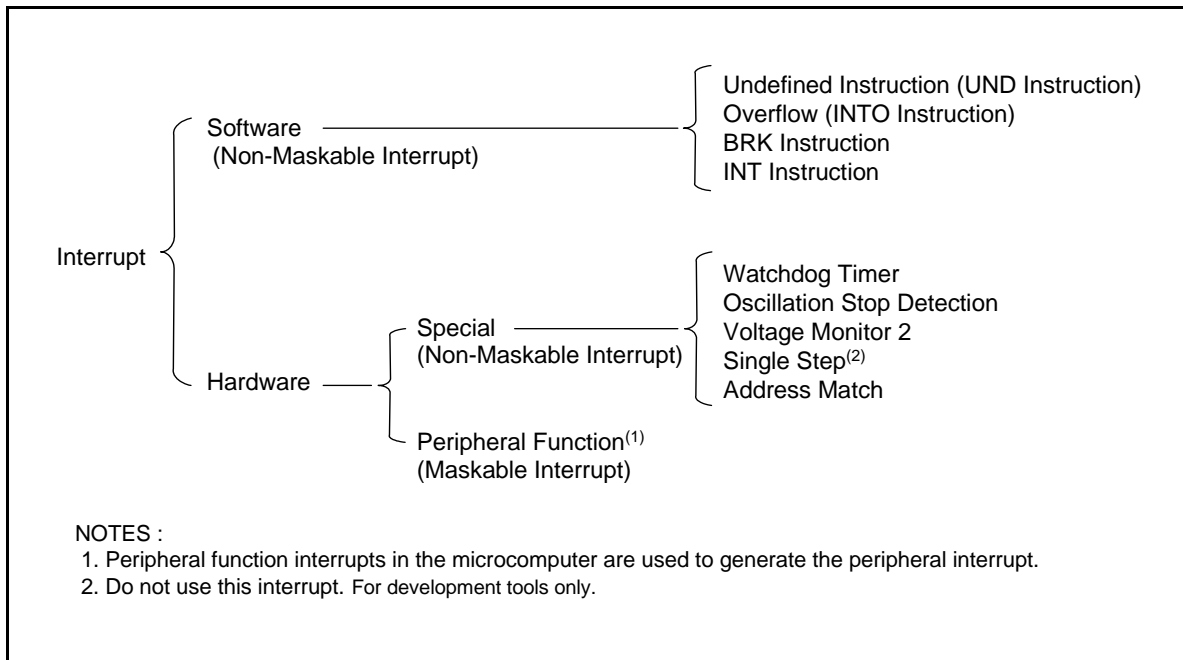 Undefined Instruction (UND Instruction)
Overflow (INTO Instruction)
BRK Instruction
INT Instruction
Software
(Non-Maskable Interrupt)
Interrupt
Watchdog Timer
Oscillation Stop Detection
Voltage Monitor 2
Single Step(2)
Address Match
Special
(Non-Maskable Interrupt)
Hardware
Peripheral Function(1)
(Maskable Interrupt)
NOTES :
1. Peripheral function interrupts in the microcomputer are used to generate the peripheral interrupt.
2. Do not use this interrupt. For development tools only.